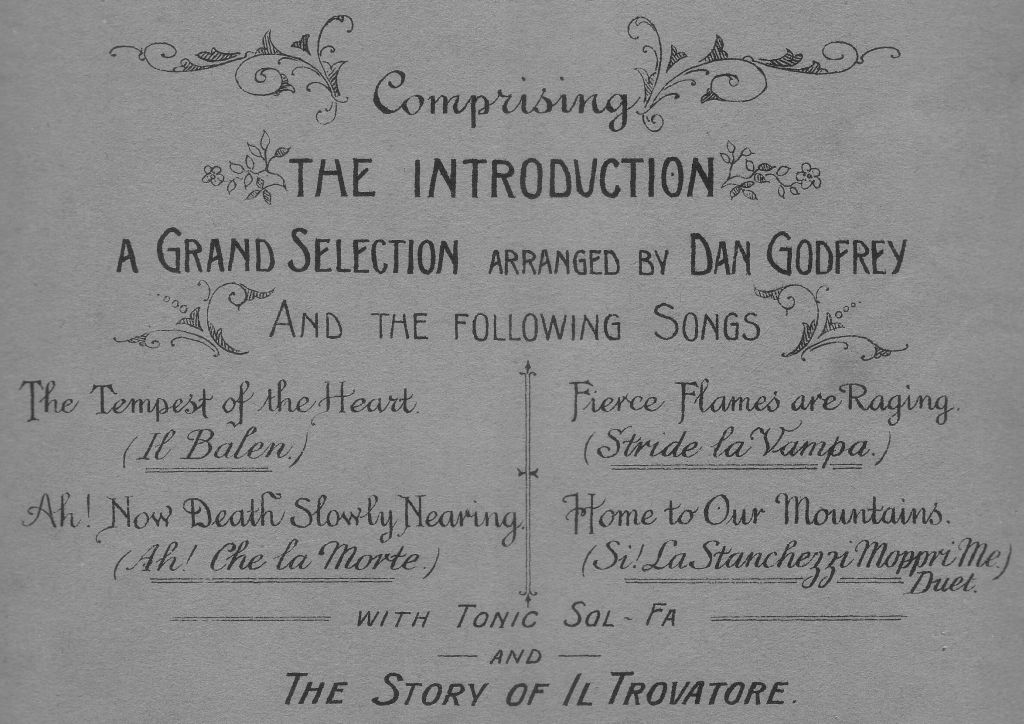 Comprising
THE INTRODUCTION
A GRAND SELECTION ARRANGED BY DAN GODFREY
AND THE FOLLOWING SONGS
The Tempest of the Heart.
(Il Balen.)
Ah! Now Death Slowly Nearing.
(Ah! Che la Morte.)
Fierce Flames are Raging.
(Stride la Vampa.)
Home to Our Mountains.
(Si! La Stanchezzi Moppri Me.)
Duet.
WITH TONIC SOL-FA
AND
THE STORY OF IL TROVATORE.